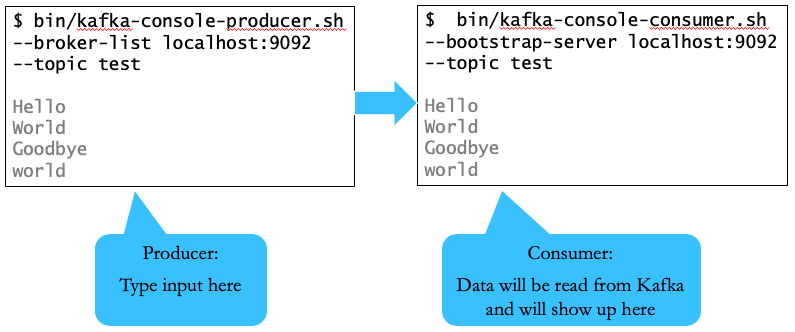 $ bin/kafka-console-producer.sh
--broker-list localhost:9092
--topic test
Hello
World
Goodbye
world
$ bin/kafka-console-consumer.sh
--bootstrap-server localhost:9092
--topic test
Hello
World
Goodbye
world
Producer:
Type input here
Consumer:
Data will be read from Kafka
and will show up here